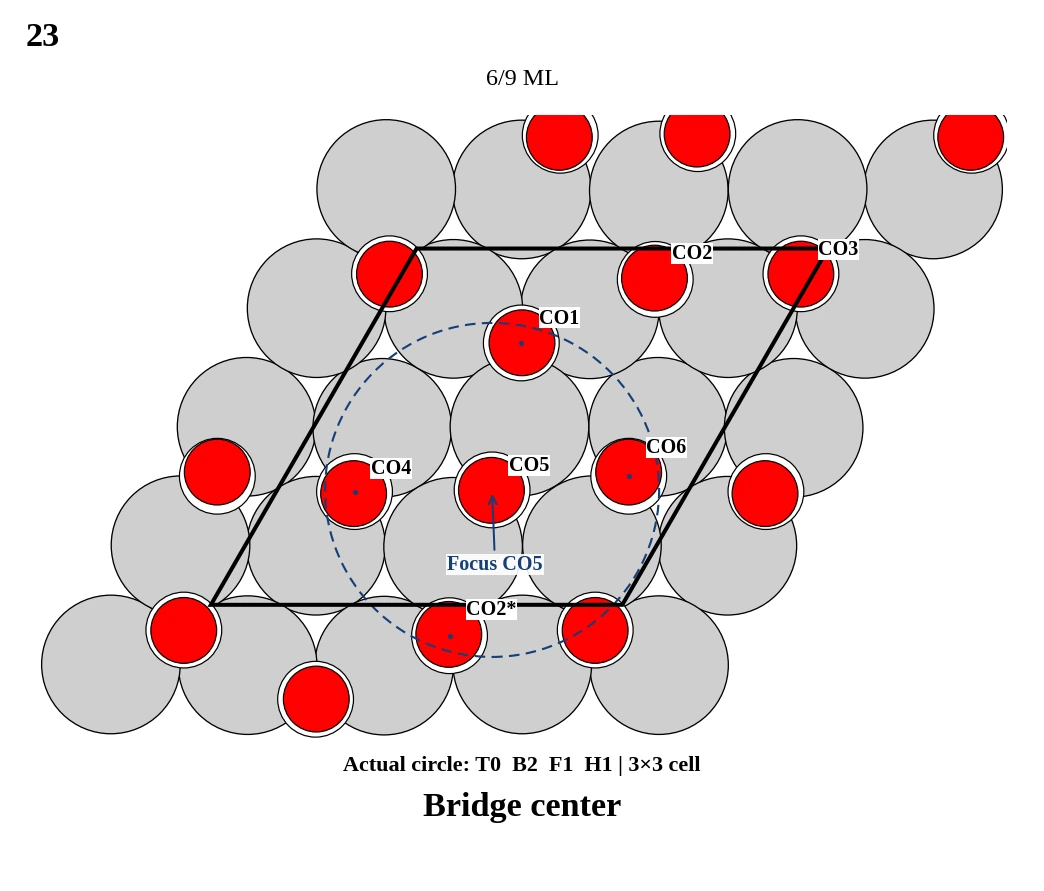 23
6/9 ML
CO2
CO3
CO1
CO6
CO4
CO5
Focus CO5
CO2*
Actual circle: T0 B2 F1 H1 | 3×3 cell
Bridge center